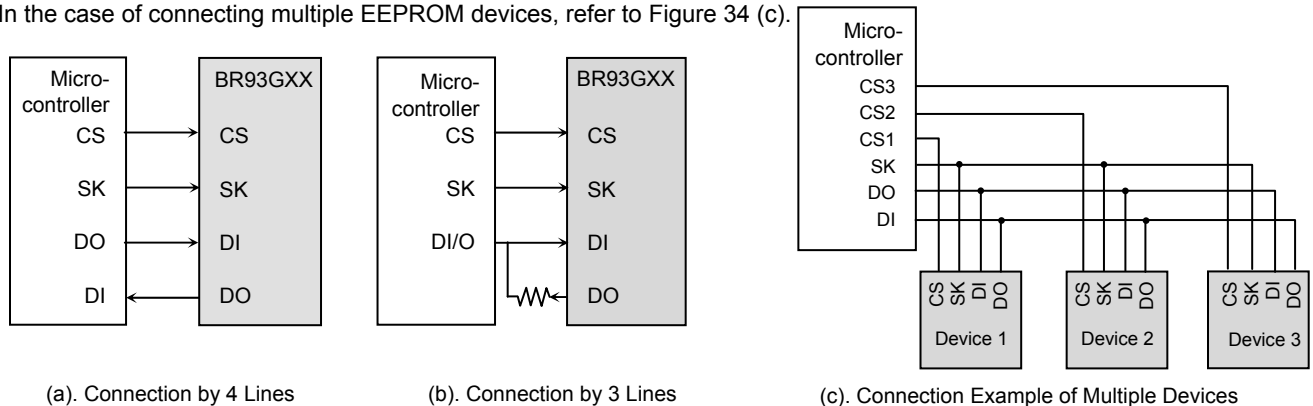 In the case of connecting multiple EEPROM devices, refer to Figure 34 (c).
Micro-
controller
CS
SK
DO
DI
BR93GXX
CS
SK
DI
DO
(a). Connection by 4 Lines
Micro-
controller
CS
SK
DI/O
BR93GXX
CS
SK
DI
DO
(b). Connection by 3 Lines
Micro-
controller
CS3
CS2
CS1
SK
DO
DI
CS
SK
DI
DO
Device 1
CS
SK
DI
DO
Device 2
CS
SK
DI
DO
Device 3
(c). Connection Example of Multiple Devices